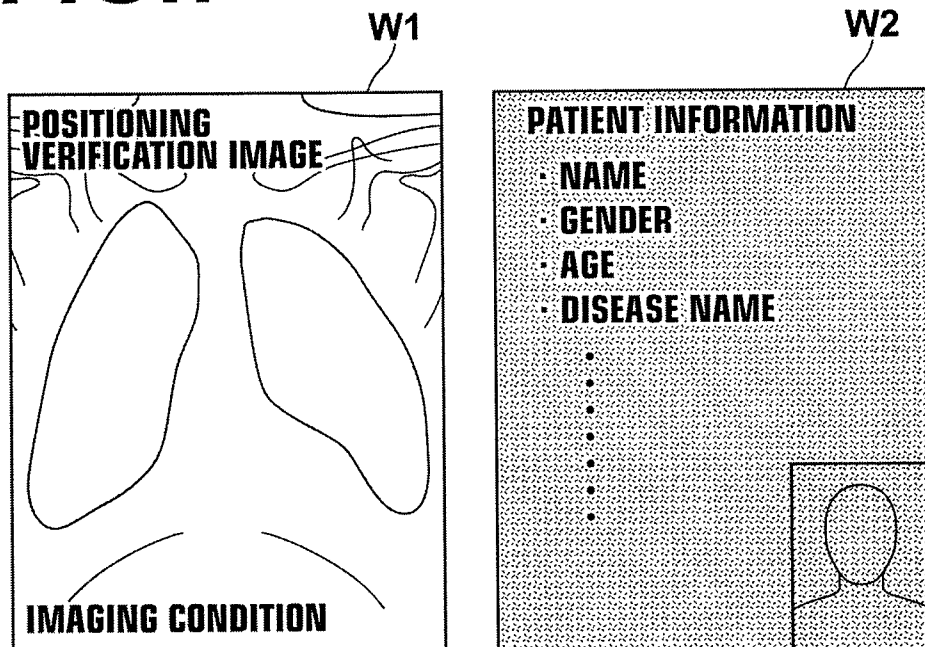 W1
W2
POSITIONING
VERIFICATION IMAGE
IMAGING CONDITION
PATIENT INFORMATION
· NAME
· GENDER
· AGE
· DISEASE NAME